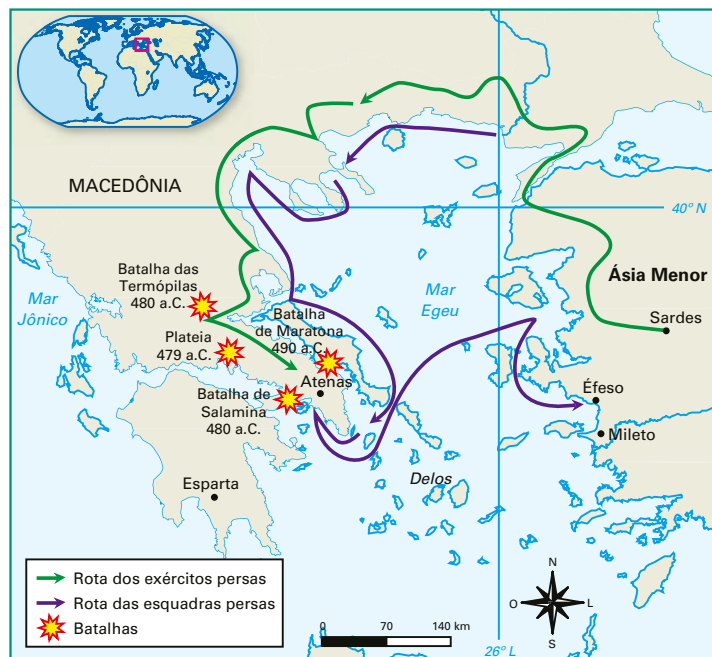 MACEDÔNIA
40º N
Batalha das
Termópilas
480 a.C.
Mar
Jônico
Mar
Egeu
Ásia Menor
Sardes
Batalha
de Maratona
490 a.C.
Plateia
479 a.C.
Atenas
Batalha de
Salamina
480 a.C.
Éfeso
Mileto
Delos
Esparta
Rota dos exércitos persas
Rota das esquadras persas
Batalhas
0 70 140 km
N
O L
S
26º L